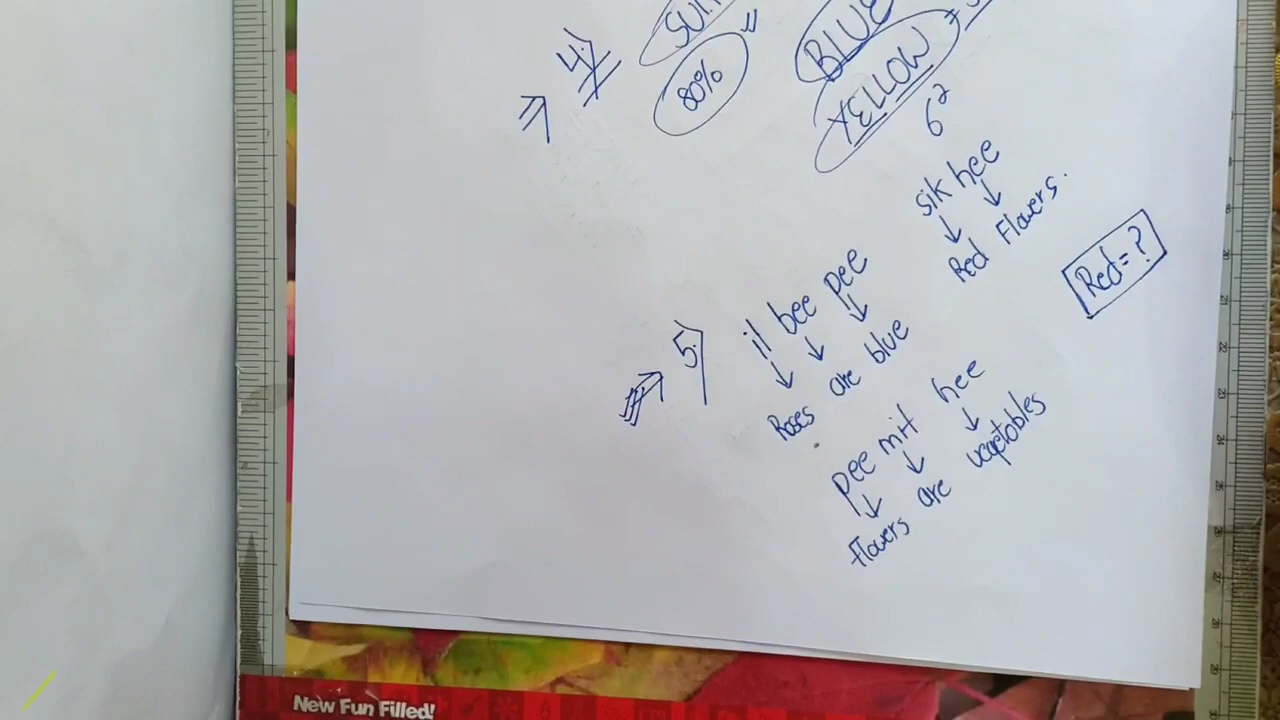 4.)
80%
BLUE
YELLOW
6²
5.)
il bee pee
Roses are blue
sik hee
Red Flowers.
pee mit hee
flowers are vegetables
Red=?
New Fun Filled!